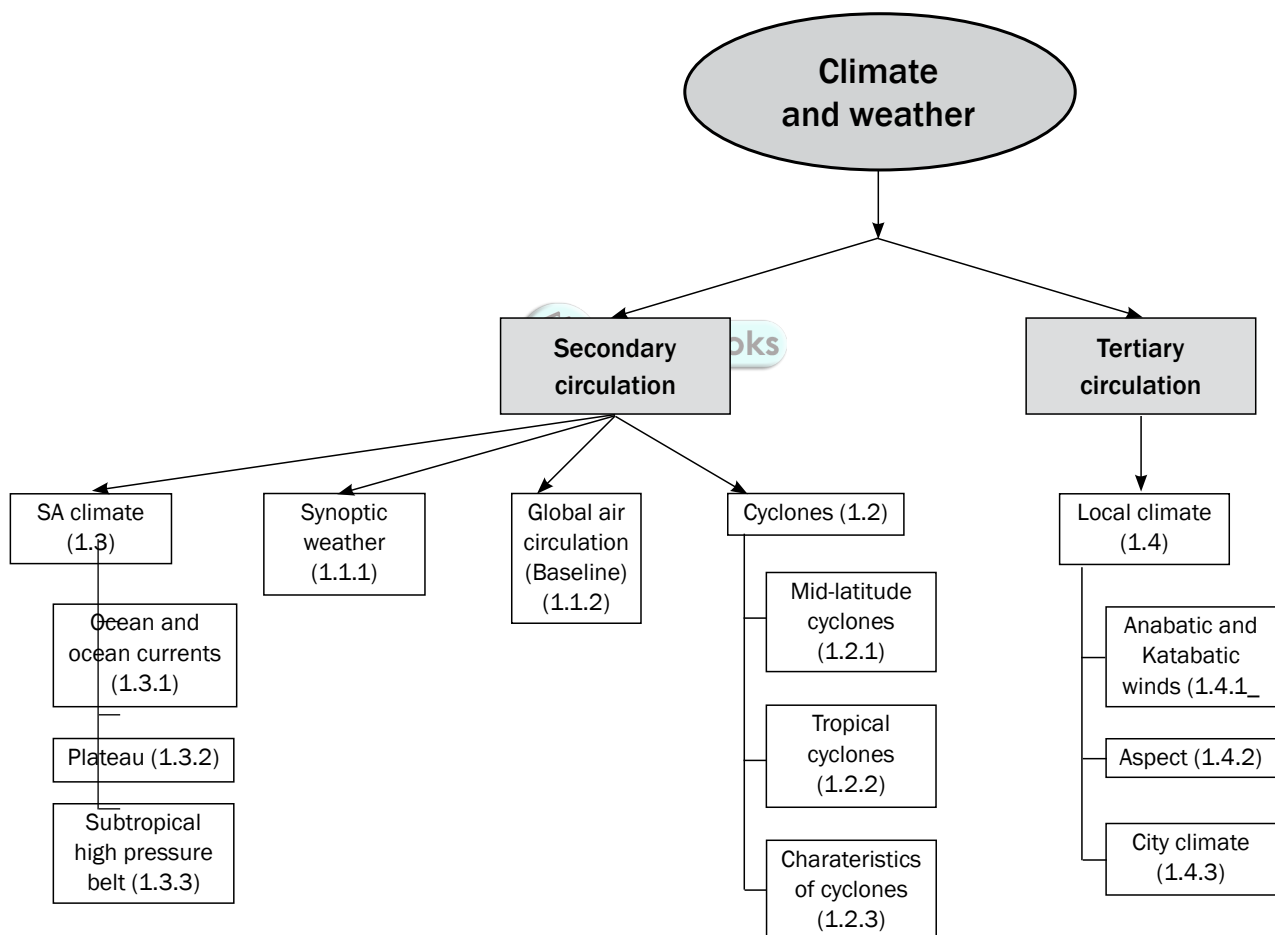 Climate
and weather
Secondary
circulation
oks
Tertiary
circulation
SA climate
(1.3)
Synoptic
weather
(1.1.1)
Global air
circulation
(Baseline)
(1.1.2)
Cyclones (1.2)
Local climate
(1.4)
Ocean and
ocean currents
(1.3.1)
Plateau (1.3.2)
Subtropical
high pressure
belt (1.3.3)
Mid-latitude
cyclones
(1.2.1)
Tropical
cyclones
(1.2.2)
Charateristics
of cyclones
(1.2.3)
Anabatic and
Katabatic
winds (1.4.1_
Aspect (1.4.2)
City climate
(1.4.3)